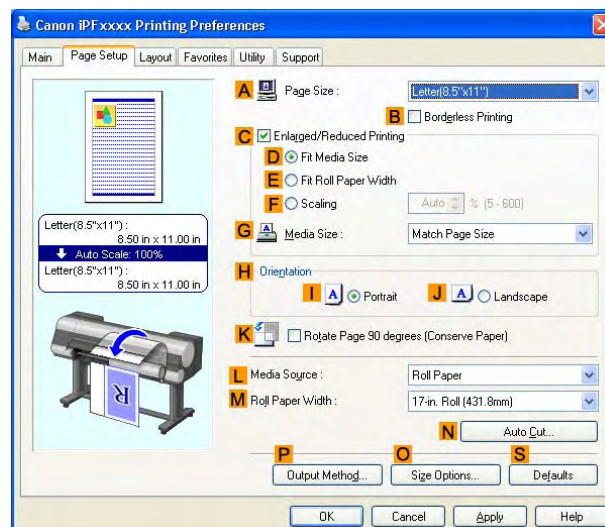 Canon iPFxxxx Printing Preferences
Main Page Setup Layout Favorites Utility Support
A Page Size : Letter(8.5"x11")
B Borderless Printing
C Enlarged/Reduced Printing
D Fit Media Size
E Fit Roll Paper Width
F Scaling Auto % (5 - 600)
G Media Size : Match Page Size
Letter(8.5"x11") :
8.50 in x 11.00 in
Auto Scale: 100%
Letter(8.5"x11") :
8.50 in x 11.00 in
H Orientation
I A Portrait J A Landscape
K Rotate Page 90 degrees (Conserve Paper)
R
L Media Source : Roll Paper
M Roll Paper Width : 17-in. Roll (431.8mm)
N Auto Cut...
P O S
Output Method... Size Options... Defaults
OK Cancel Apply Help